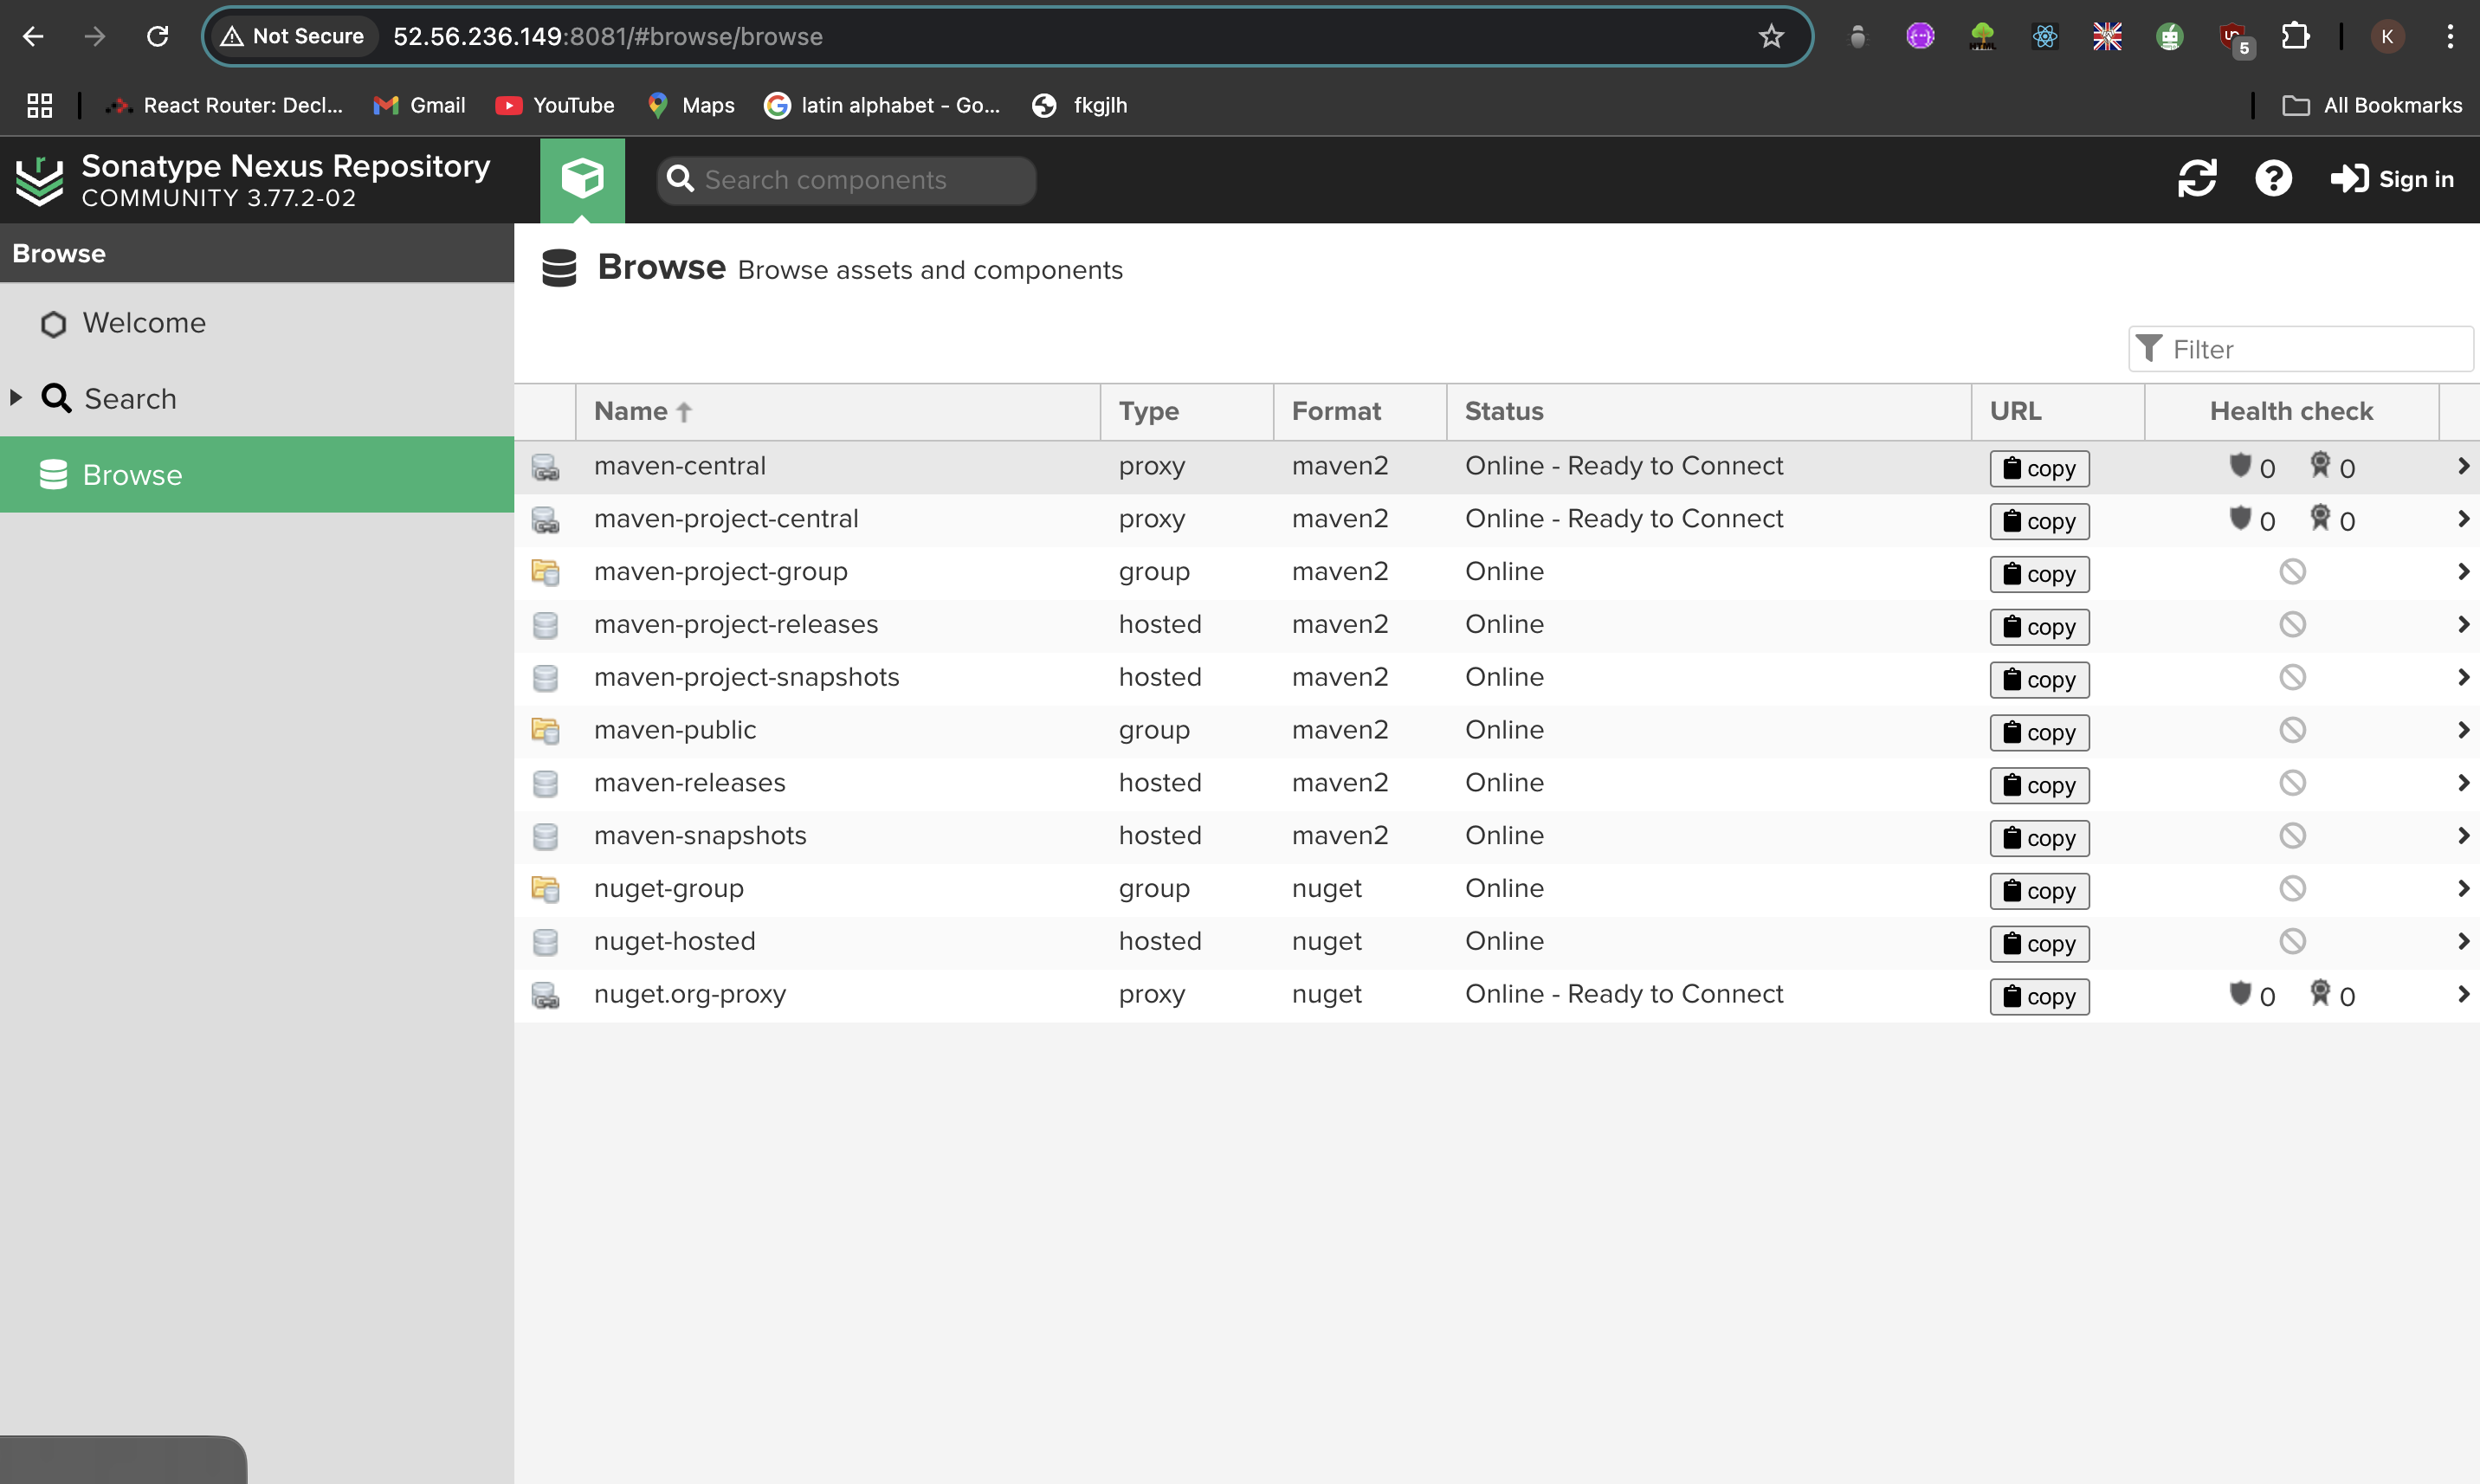 Not Secure 52.56.236.149:8081/#browse/browse 5 K
React Router: Decl... Gmail YouTube Maps latin alphabet - Go... fkgjlh All Bookmarks
Sonatype Nexus Repository
COMMUNITY 3.77.2-02
Search components
Sign in
Browse
Welcome
Search
Browse
Browse Browse assets and components
Filter
Name Type Format Status URL Health check
maven-central proxy maven2 Online - Ready to Connect copy 0 0
maven-project-central proxy maven2 Online - Ready to Connect copy 0 0
maven-project-group group maven2 Online copy
maven-project-releases hosted maven2 Online copy
maven-project-snapshots hosted maven2 Online copy
maven-public group maven2 Online copy
maven-releases hosted maven2 Online copy
maven-snapshots hosted maven2 Online copy
nuget-group group nuget Online copy
nuget-hosted hosted nuget Online copy
nuget.org-proxy proxy nuget Online - Ready to Connect copy 0 0